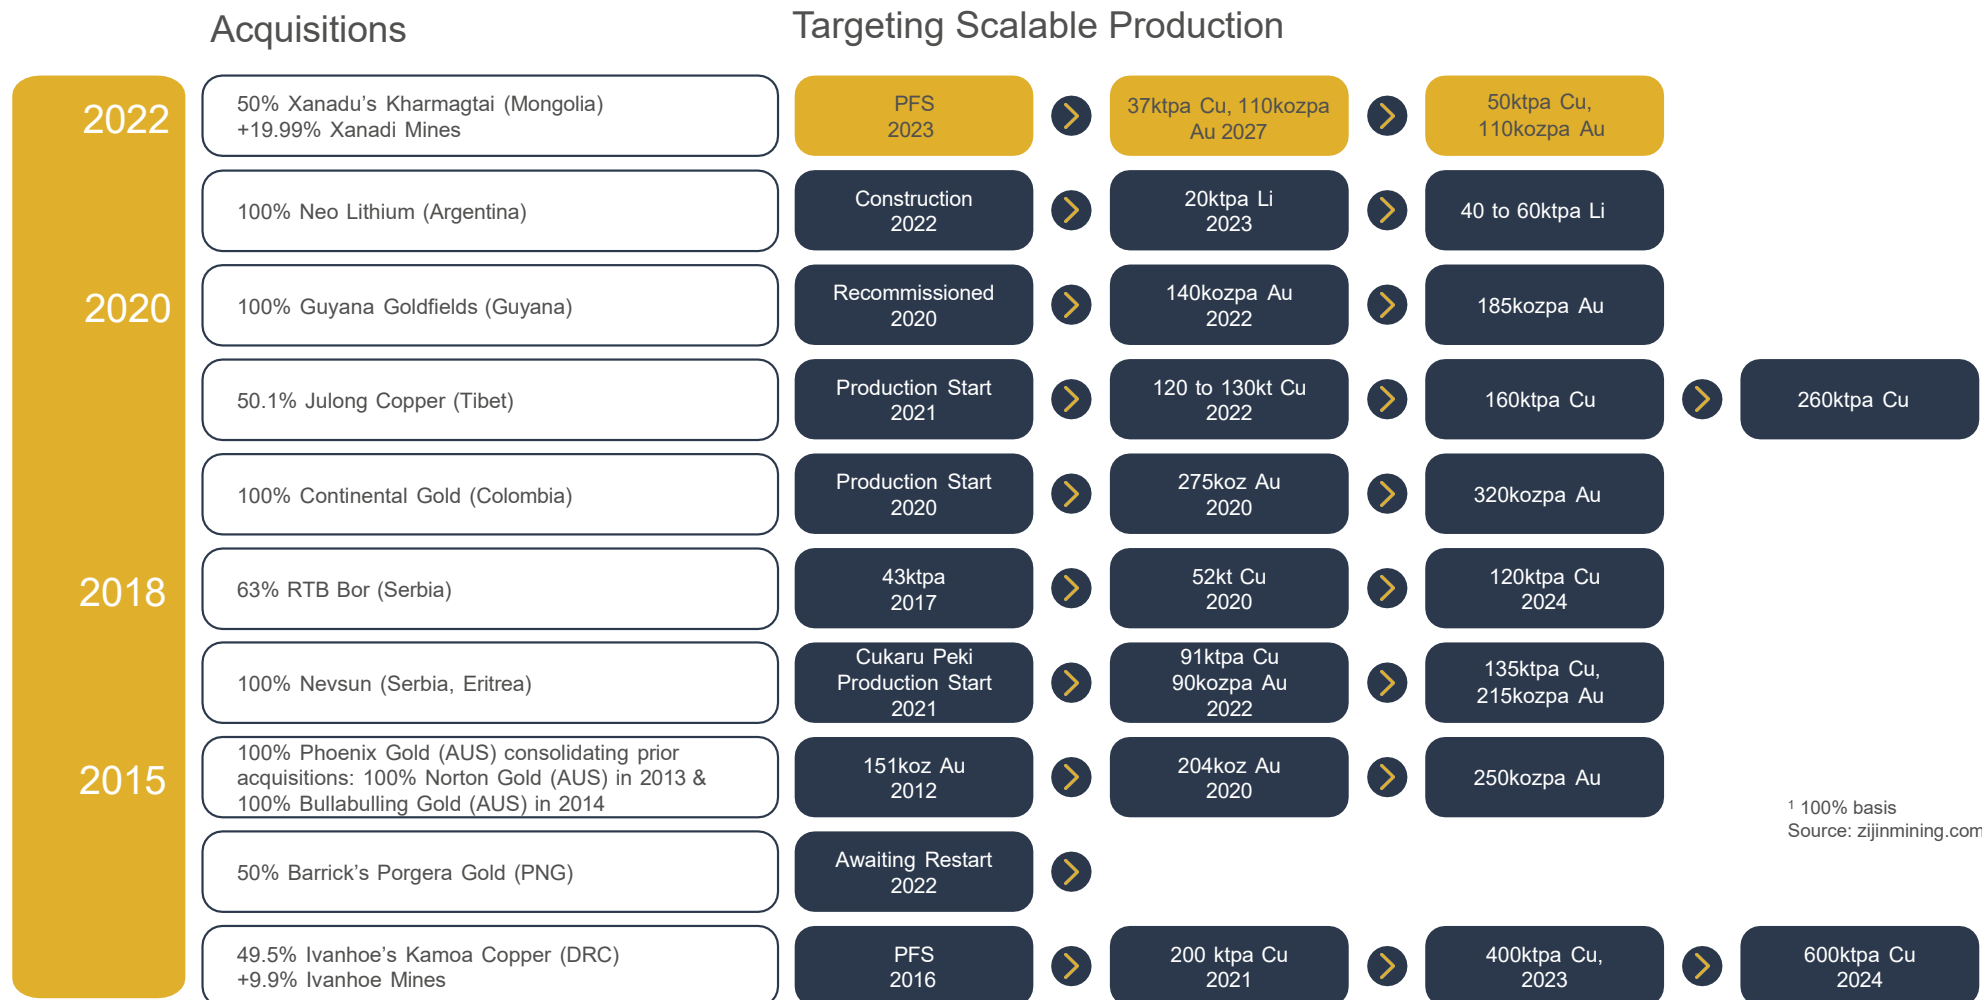 Acquisitions
Targeting Scalable Production
2022
50% Xanadu’s Kharmagtai (Mongolia)
+19.99% Xanadi Mines
PFS
2023
37ktpa Cu, 110kozpa
Au 2027
50ktpa Cu,
110kozpa Au
100% Neo Lithium (Argentina)
Construction
2022
20ktpa Li
2023
40 to 60ktpa Li
2020
100% Guyana Goldfields (Guyana)
Recommissioned
2020
140kozpa Au
2022
185kozpa Au
50.1% Julong Copper (Tibet)
Production Start
2021
120 to 130kt Cu
2022
160ktpa Cu
260ktpa Cu
100% Continental Gold (Colombia)
Production Start
2020
275koz Au
2020
320kozpa Au
2018
63% RTB Bor (Serbia)
43ktpa
2017
52kt Cu
2020
120ktpa Cu
2024
100% Nevsun (Serbia, Eritrea)
Cukaru Peki
Production Start
2021
91ktpa Cu
90kozpa Au
2022
135ktpa Cu,
215kozpa Au
2015
100% Phoenix Gold (AUS) consolidating prior
acquisitions: 100% Norton Gold (AUS) in 2013 &
100% Bullabulling Gold (AUS) in 2014
151koz Au
2012
204koz Au
2020
250kozpa Au
¹ 100% basis
Source: zijinmining.com
50% Barrick’s Porgera Gold (PNG)
Awaiting Restart
2022
49.5% Ivanhoe’s Kamoa Copper (DRC)
+9.9% Ivanhoe Mines
PFS
2016
200 ktpa Cu
2021
400ktpa Cu,
2023
600ktpa Cu
2024